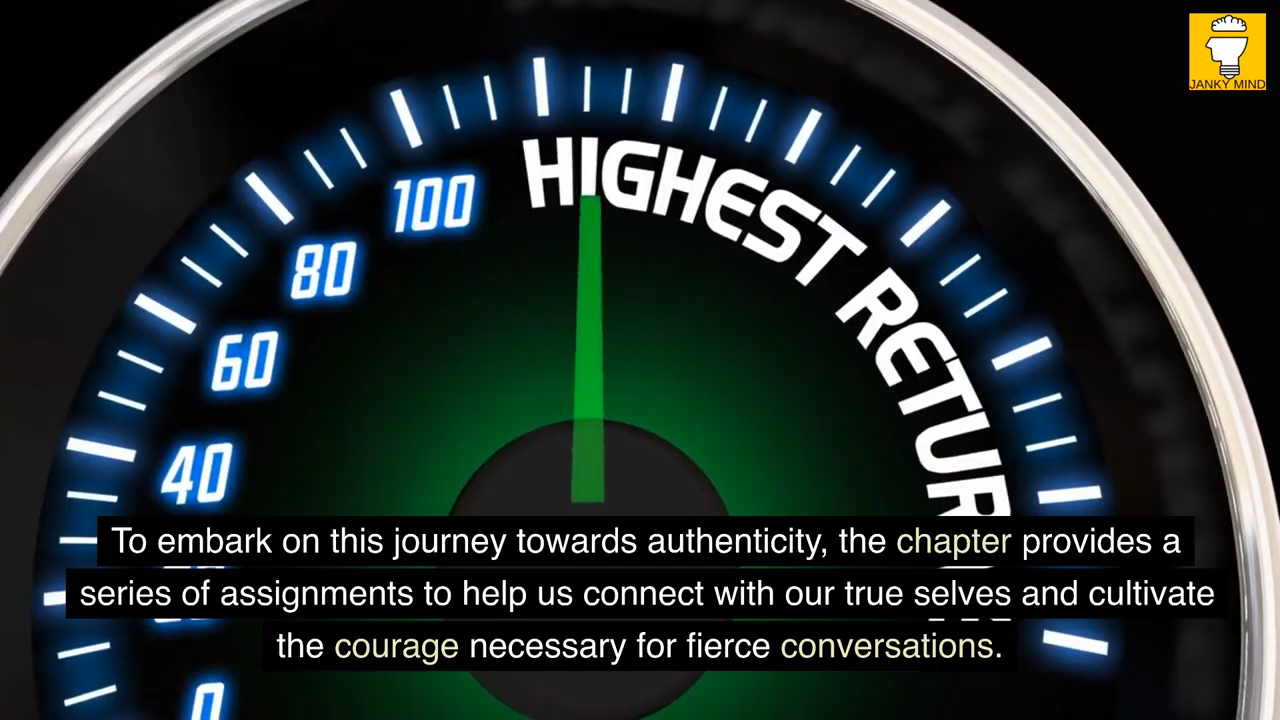 JANKY MIND
HIGHEST RETUR
100
80
60
40
0
To embark on this journey towards authenticity, the chapter provides a
series of assignments to help us connect with our true selves and cultivate
the courage necessary for fierce conversations.